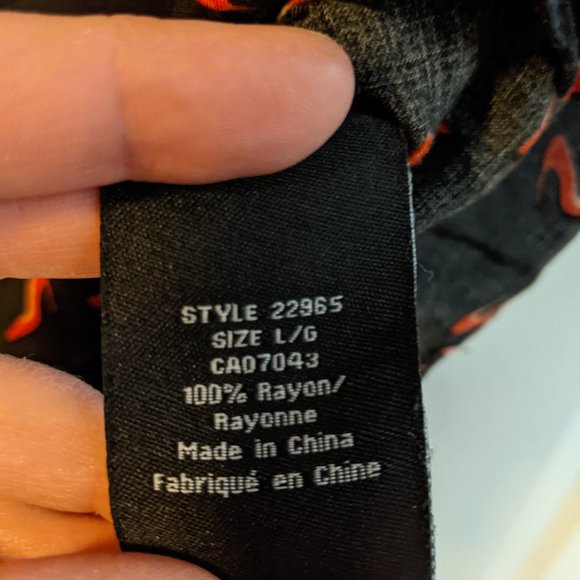 STYLE 22965
SIZE L/G
CA07043
100% Rayon/
Rayonne
Made in China
Fabriqué en Chine